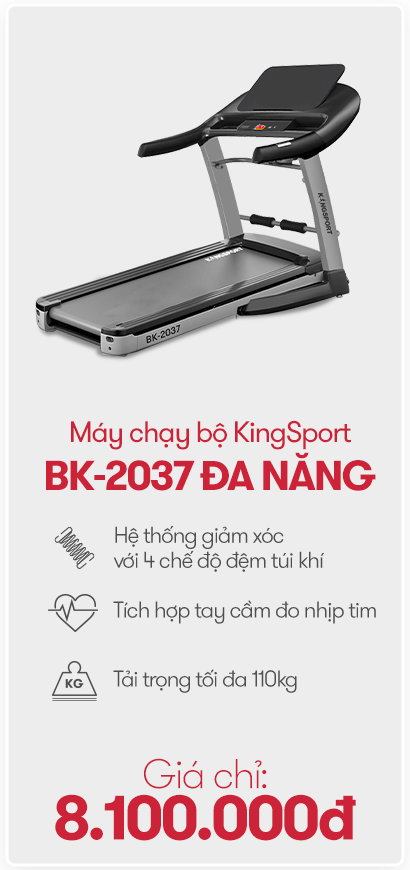 KINGSPORT
KINGSPORT
BK-2037
Máy chạy bộ KingSport
BK-2037 ĐA NĂNG
Hệ thống giảm xóc
với 4 chế độ đệm túi khí
Tích hợp tay cầm đo nhịp tim
KG
Tải trọng tối đa 110kg
Giá chỉ:
8.100.000đ